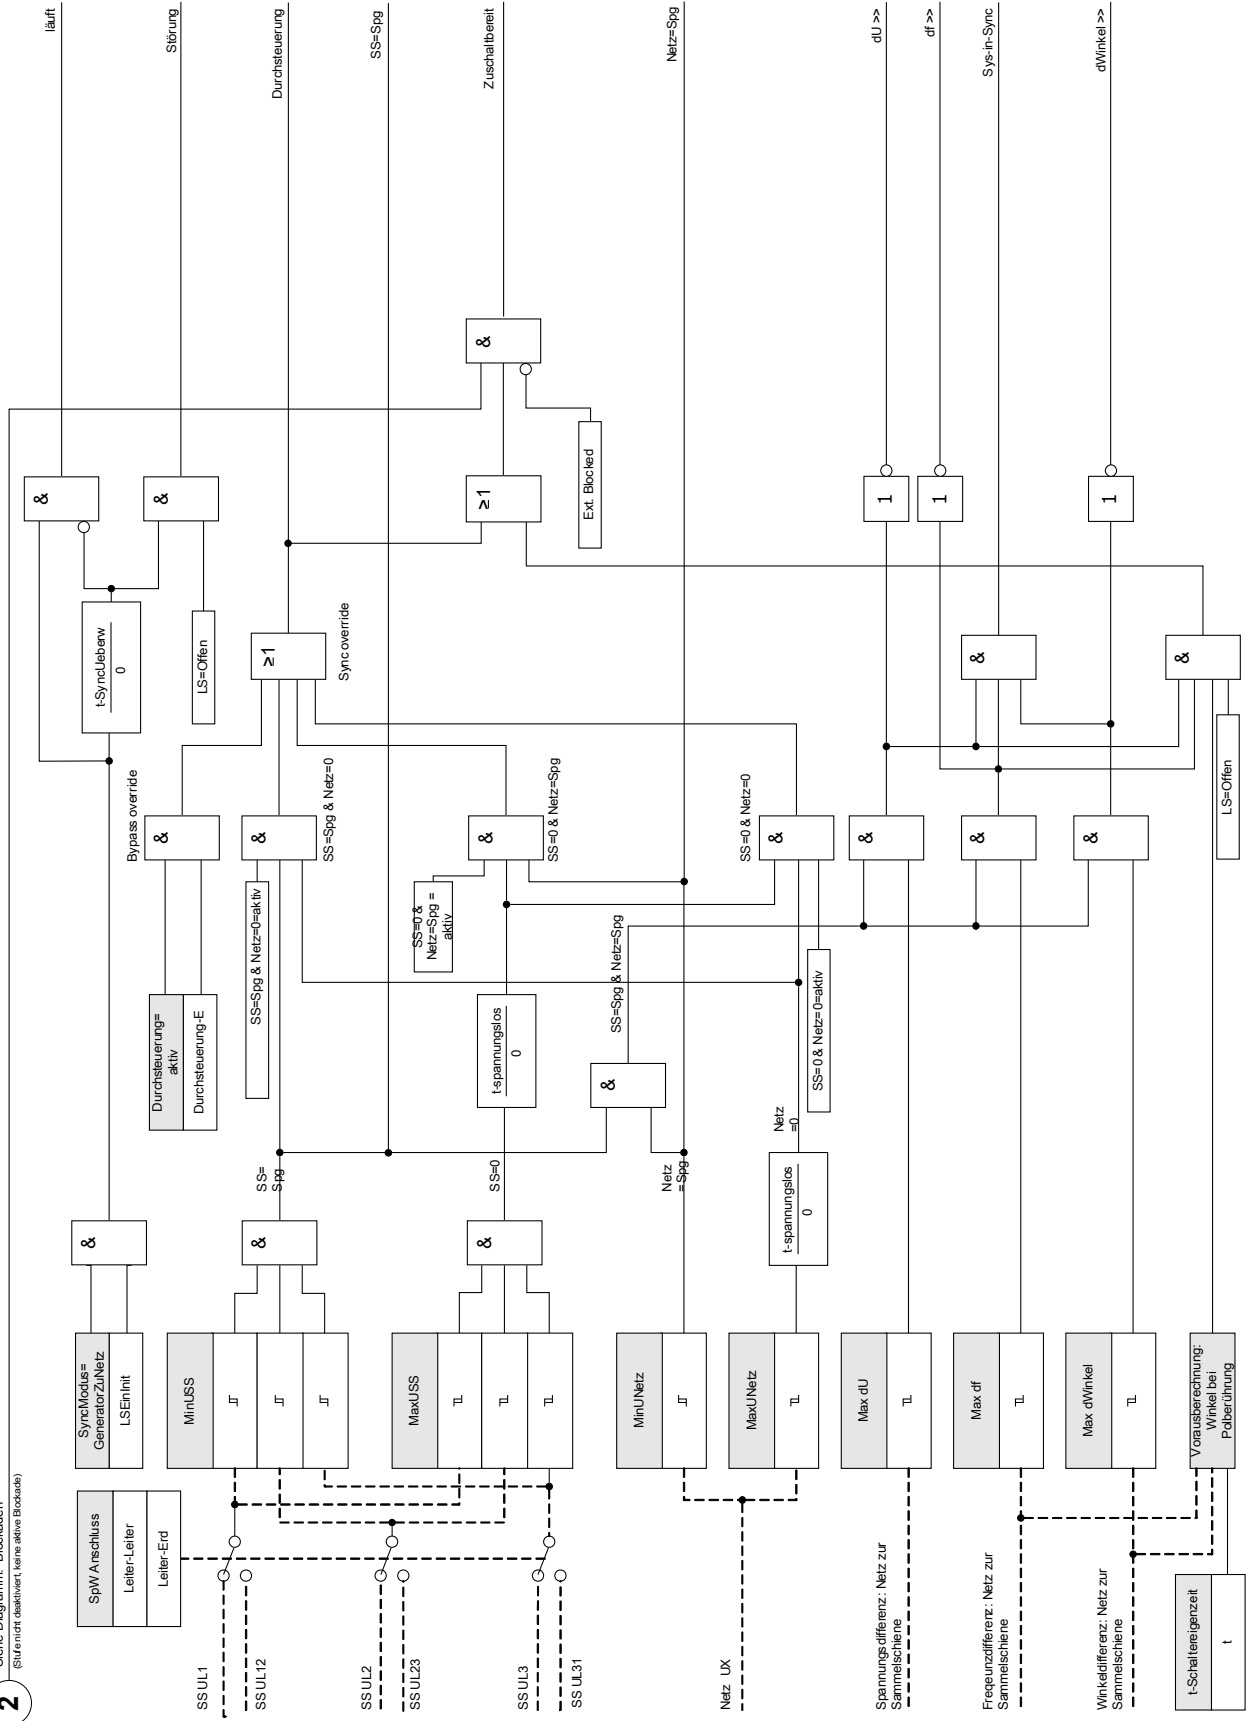 2
Siehe Diagramm: Blockaden
(Stufe nicht deaktiviert, keine aktive Blockade)
SpW Anschluss
Leiter-Leiter
Leiter-Erd
SS UL1
SS UL12
SS UL2
SS UL23
SS UL3
SS UL31
Netz UX
Spannungsdifferenz: Netz zur
Sammelschiene
Freqeunzdifferenz: Netz zur
Sammelschiene
Winkeldifferenz: Netz zur
Sammelschiene
t-Schaltereigenzeit
t
SyncModus=
GeneratorZuNetz
LSEinInit
MinUSS
MaxUSS
MinUNetz
MaxUNetz
Max dU
Max df
Max dWinkel
Vorausberechnung:
Winkel bei
Polberührung
&
&
&
SS=
Spg
SS=0
Netz
=Spg
t-spannungslos
0
Netz
=0
Durchsteuerung=
aktiv
Durchsteuerung-E
SS=Spg & Netz=0=aktiv
t-spannungslos
0
&
SS=Spg & Netz=Spg
SS=0 &
Netz=Spg =
aktiv
SS=0 & Netz=0=aktiv
Bypass override
&
&
SS=Spg & Netz=0
&
SS=0 & Netz=Spg
SS=0 & Netz=0
&
&
&
&
LS=Offen
t-SyncUeberw
0
LS=Offen
≥1
Sync override
&
&
&
&
≥1
Ext. Blocked
1
1
1
&
läuft
Störung
Durchsteuerung
SS=Spg
Zuschaltbereit
Netz=Spg
dU >>
df >>
Sys-in-Sync
dWinkel >>